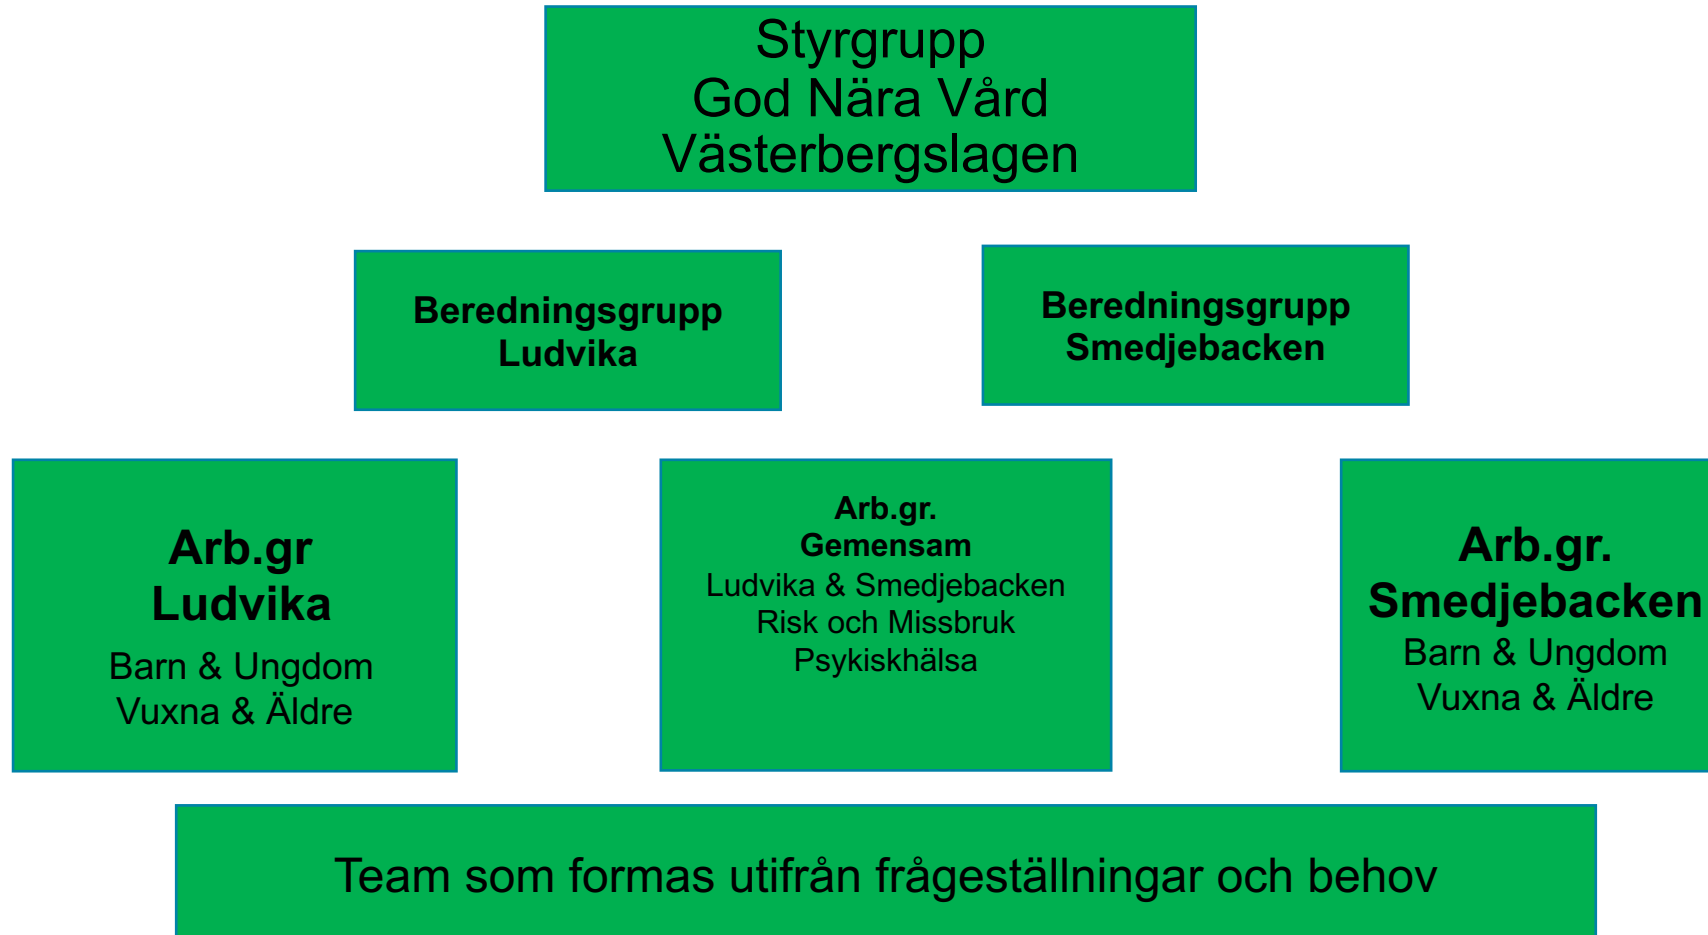 Styrgrupp
God Nära Vård
Västerbergslagen
Beredningsgrupp
Ludvika
Beredningsgrupp
Smedjebacken
Arb.gr
Ludvika
Barn & Ungdom
Vuxna & Äldre
Arb.gr.
Gemensam
Ludvika & Smedjebacken
Risk och Missbruk
Psykiskhälsa
Arb.gr.
Smedjebacken
Barn & Ungdom
Vuxna & Äldre
Team som formas utifrån frågeställningar och behov